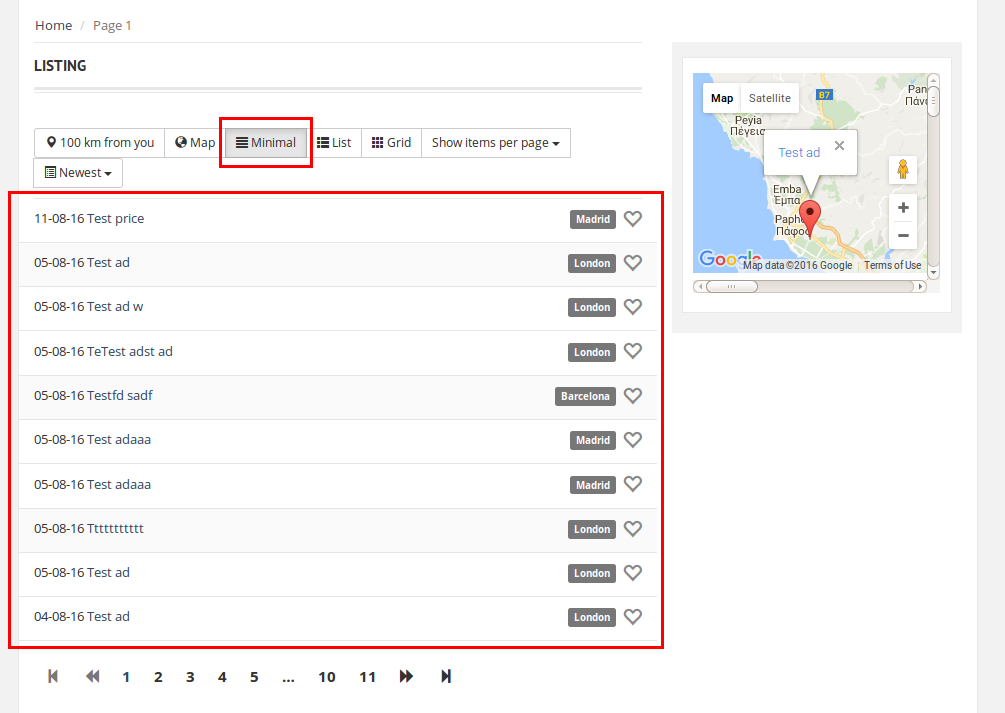 Home / Page 1
LISTING
100 km from you Map Minimal List Grid Show items per page
Newest
11-08-16 Test price Madrid
05-08-16 Test ad London
05-08-16 Test ad w London
05-08-16 TeTest adst ad London
05-08-16 Testfd sadf Barcelona
05-08-16 Test adaaa Madrid
05-08-16 Test adaaa Madrid
05-08-16 Tttttttttt London
05-08-16 Test ad London
04-08-16 Test ad London
1 2 3 4 5 ... 10 11
Map Satellite
B7
Pan
Πάνω
Peyia
Πέγεια
Test ad
Emba
Έμπα
Πάφος
Google
Map data ©2016 Google Terms of Use